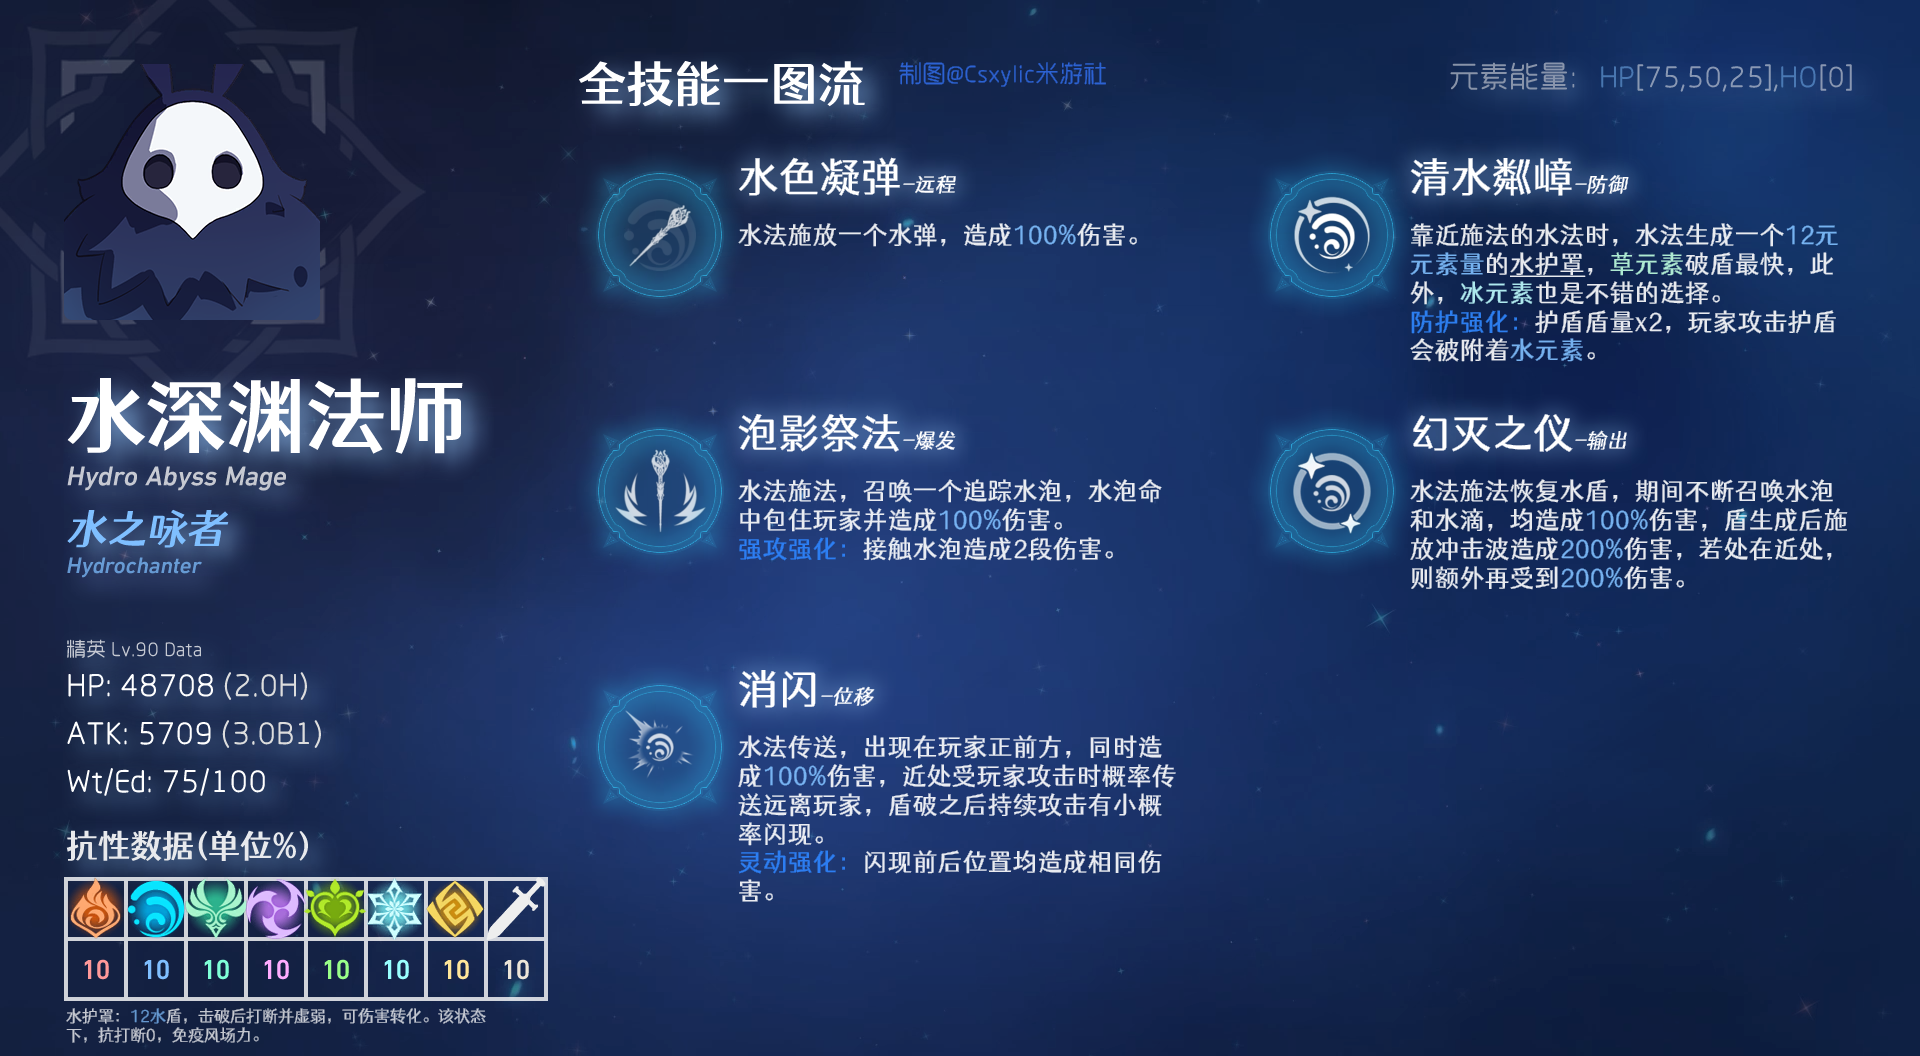 全技能一图流
制图@Csxylic米游社
元素能量: HP[75,50,25],HO[0]
水深渊法师
Hydro Abyss Mage
水之咏者
Hydrochanter
精英 Lv.90 Data
HP: 48708 (2.0H)
ATK: 5709 (3.0B1)
Wt/Ed: 75/100
抗性数据(单位%)
10 10 10 10 10 10 10 10
水护罩：12水盾，击破后打断并虚弱，可伤害转化。该状态
下，抗打断0，免疫风场力。
水色凝弹–远程
水法施放一个水弹，造成100%伤害。
泡影祭法–爆发
水法施法，召唤一个追踪水泡，水泡命
中包住玩家并造成100%伤害。
强攻强化：接触水泡造成2段伤害。
消闪–位移
水法传送，出现在玩家正前方，同时造
成100%伤害，近处受玩家攻击时概率传
送远离玩家，盾破之后持续攻击有小概
率闪现。
灵动强化：闪现前后位置均造成相同伤
害。
清水粼嶂–防御
靠近施法的水法时，水法生成一个12元
元素量的水护罩，草元素破盾最快，此
外，冰元素也是不错的选择。
防护强化：护盾盾量x2，玩家攻击护盾
会被附着水元素。
幻灭之仪–输出
水法施法恢复水盾，期间不断召唤水泡
和水滴，均造成100%伤害，盾生成后施
放冲击波造成200%伤害，若处在近处，
则额外再受到200%伤害。